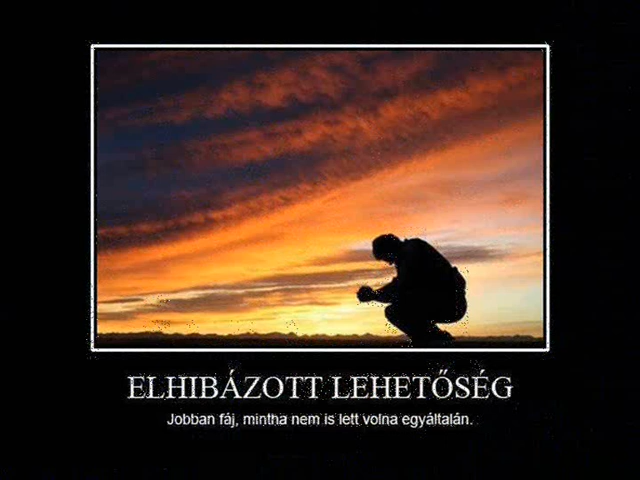 ELHIBÁZOTT LEHETŐSÉG
Jobban fáj, mintha nem is lett volna egyáltalán.